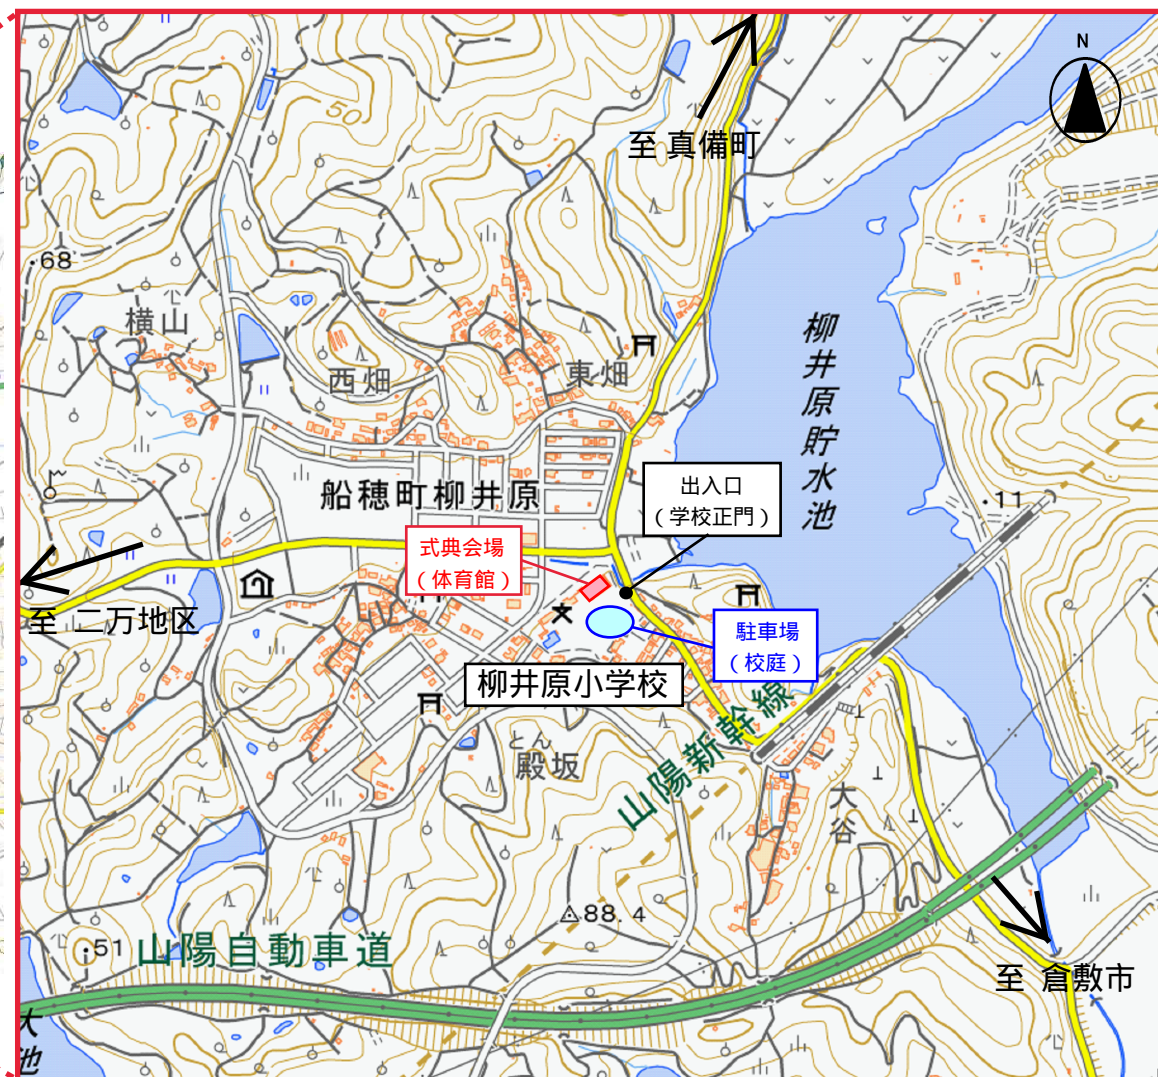 N
至 真備町
50
・68
横山
西畑
東畑
柳井原貯水池
出入口
（学校正門）
・11
船穂町柳井原
式典会場
（体育館）
至 二万地区
駐車場
（校庭）
柳井原小学校
山陽新幹線
とん
殿坂
大谷
88.4
・51
山陽自動車道
至 倉敷市
大池